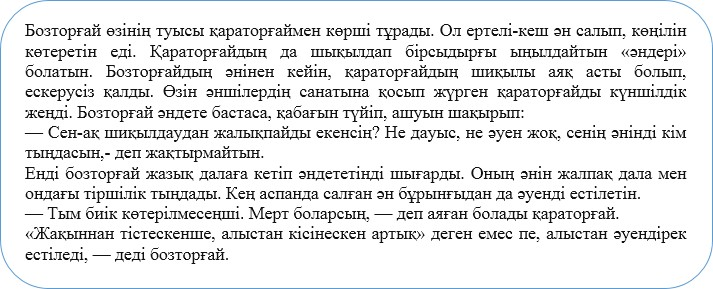 Бозторғай өзінің туысы қараторғаймен көрші тұрады. Ол ертелі-кеш ән салып, көңілін
көтеретін еді. Қараторғайдың да шықылдап бірсыдырғы ыңылдайтын «әндері»
болатын. Бозторғайдың әнінен кейін, қараторғайдың шиқылы аяқ асты болып,
ескерусіз қалды. Өзін әншілердің санатына қосып жүрген қараторғайды күншілдік
жеңді. Бозторғай әндете бастаса, қабағын түйіп, ашуын шақырып:
— Сен-ақ шиқылдаудан жалықпайды екенсің? Не дауыс, не әуен жоқ, сенің әнінді кім
тыңдасын,- деп жақтырмайтын.
Енді бозторғай жазық далаға кетіп әндететінді шығарды. Оның әнін жалпақ дала мен
ондағы тіршілік тыңдады. Кең аспанда салған ән бұрынғыдан да әуенді естілетін.
— Тым биік көтерілмесеңші. Мерт боларсың, — деп аяған болады қараторғай.
«Жақыннан тістескенше, алыстан кісінескен артық» деген емес пе, алыстан әуендірек
естіледі, — деді бозторғай.